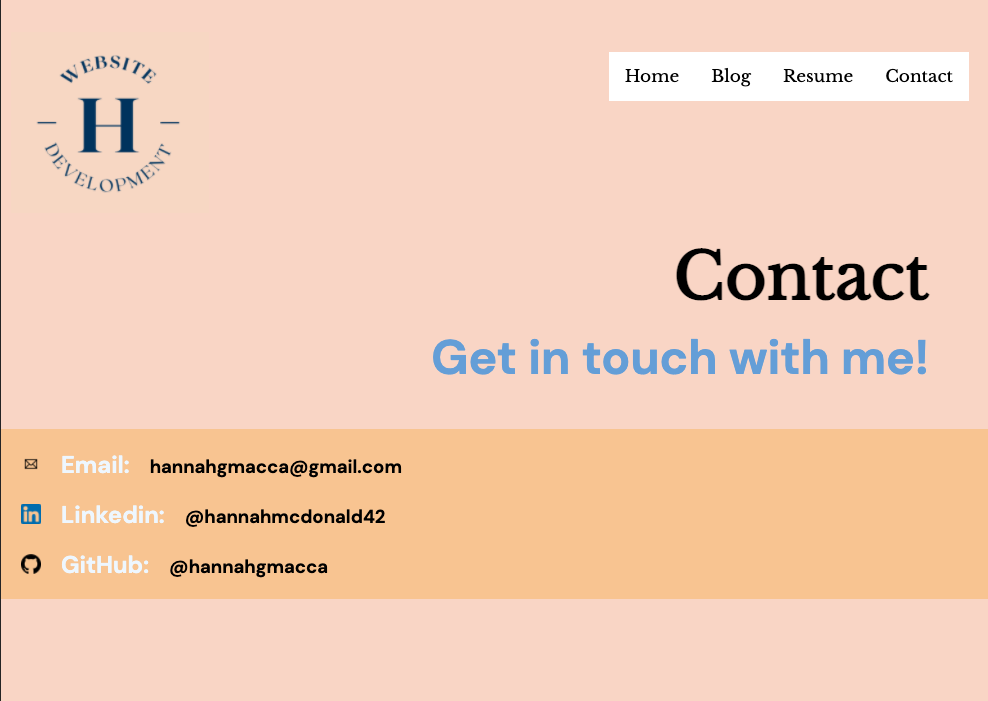 WEBSITE
H
DEVELOPMENT
Home Blog Resume Contact
Contact
Get in touch with me!
Email: hannahgmacca@gmail.com
in Linkedin: @hannahmcdonald42
GitHub: @hannahgmacca